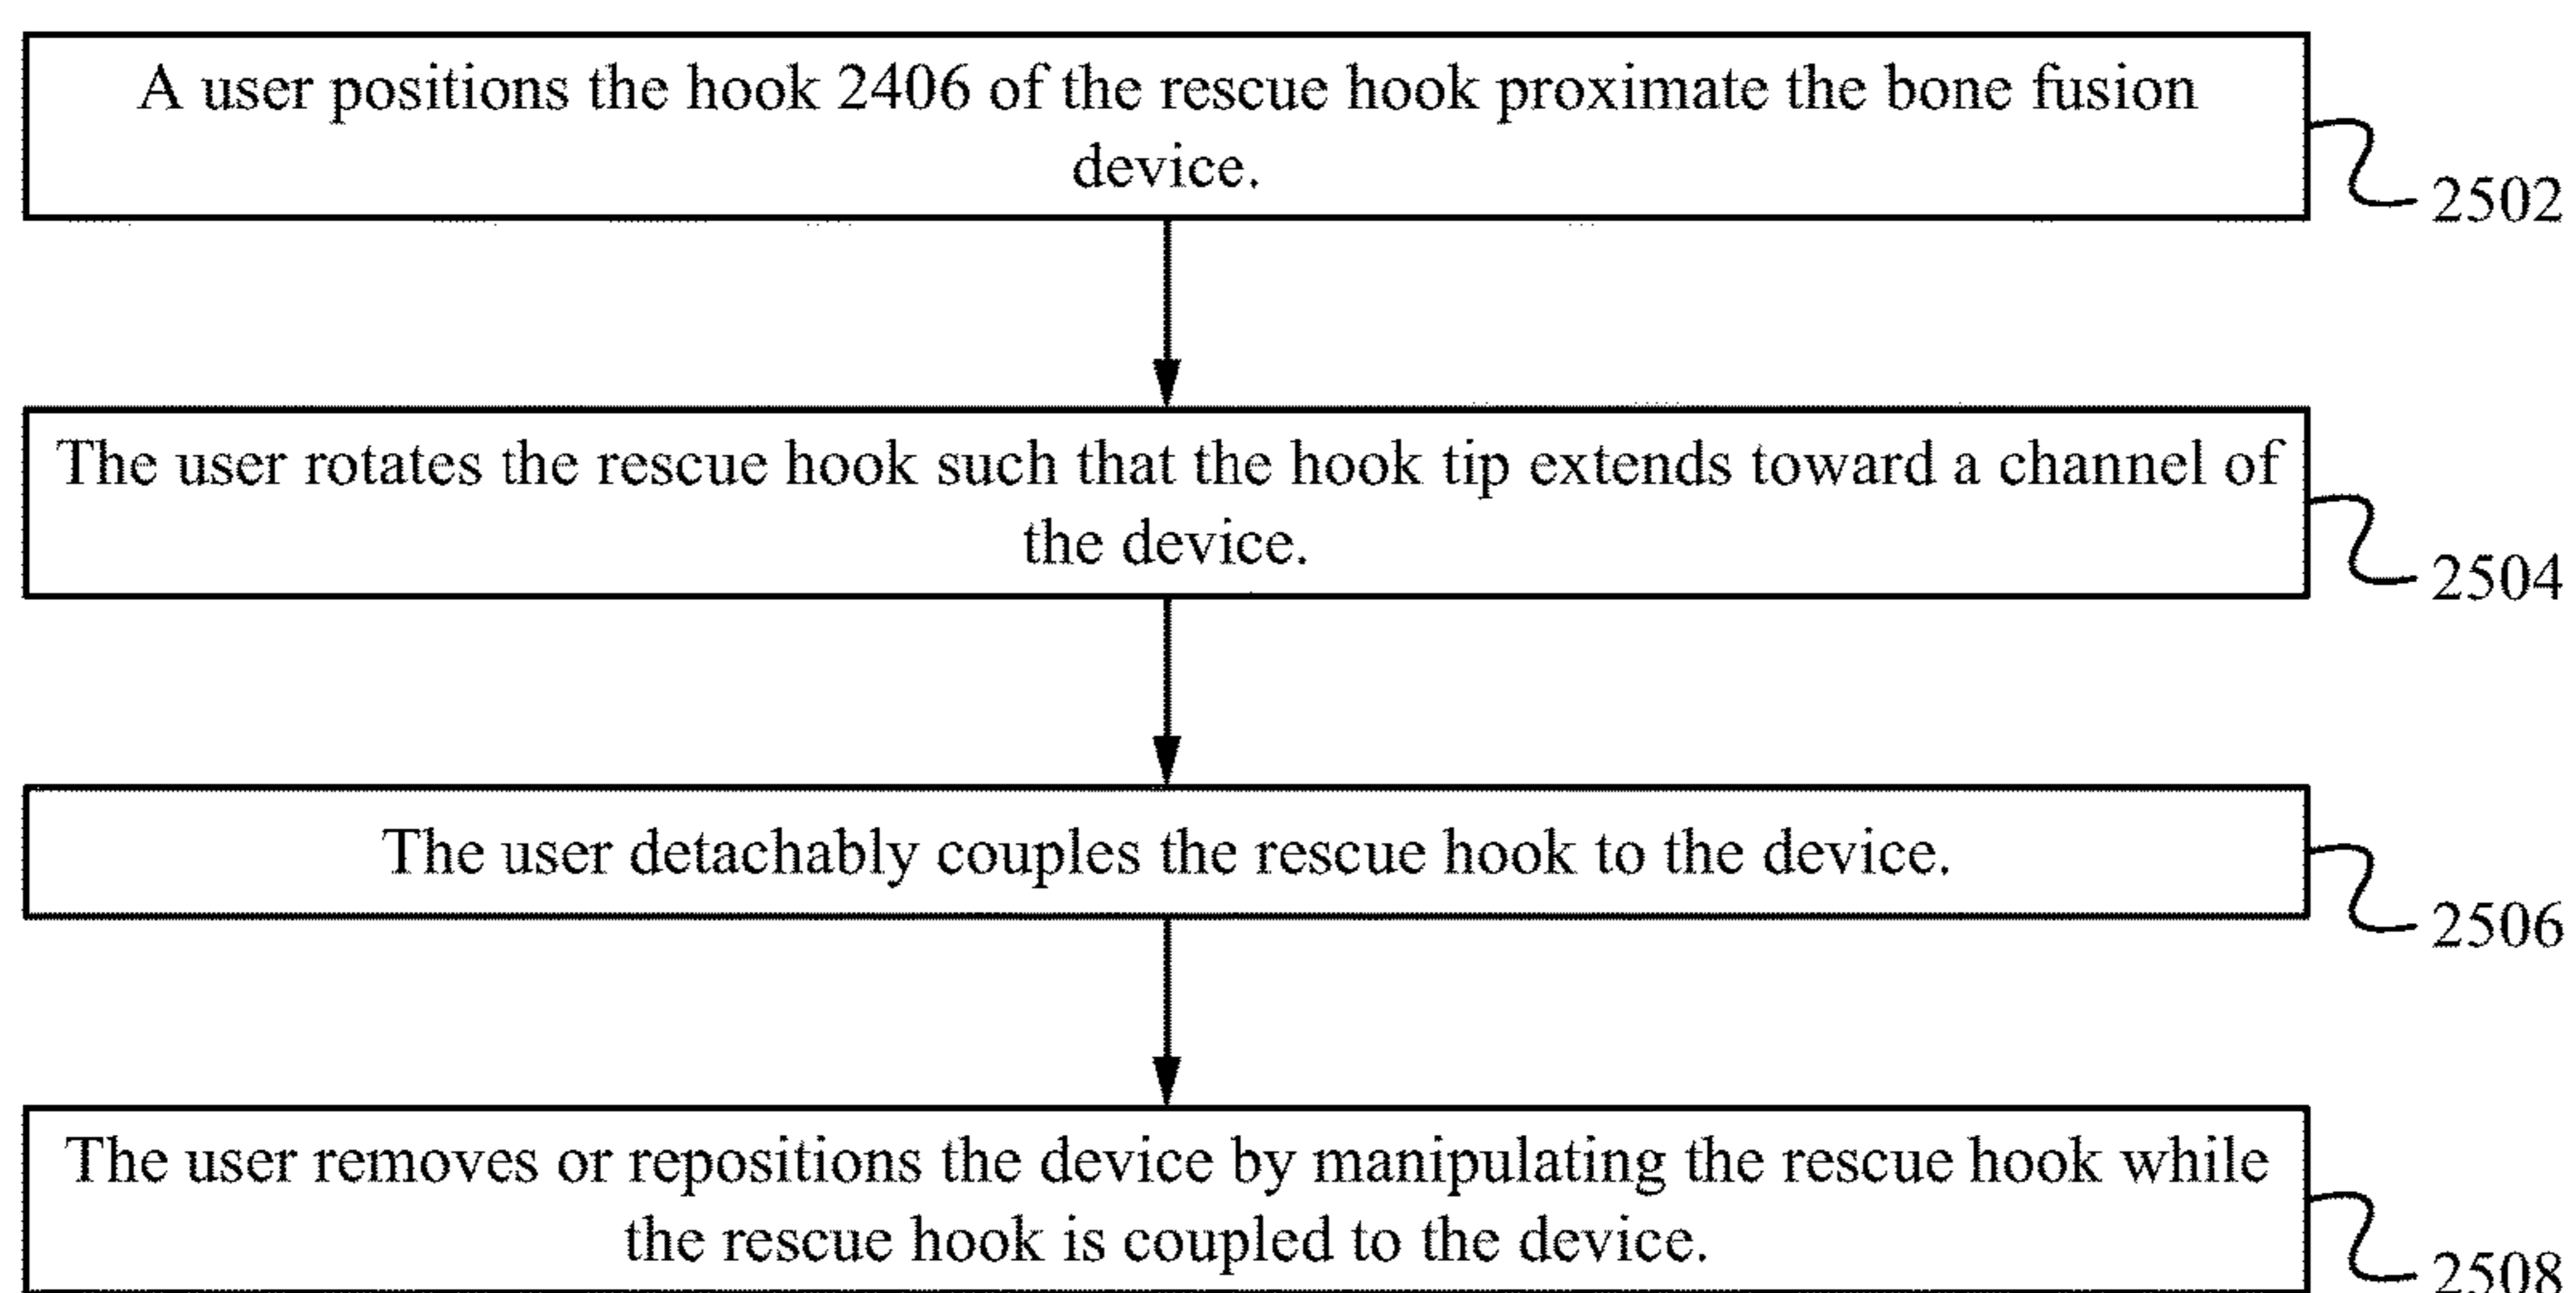 A user positions the hook 2406 of the rescue hook proximate the bone fusion
device.
2502
The user rotates the rescue hook such that the hook tip extends toward a channel of
the device.
2504
The user detachably couples the rescue hook to the device.
2506
The user removes or repositions the device by manipulating the rescue hook while
the rescue hook is coupled to the device.
2508